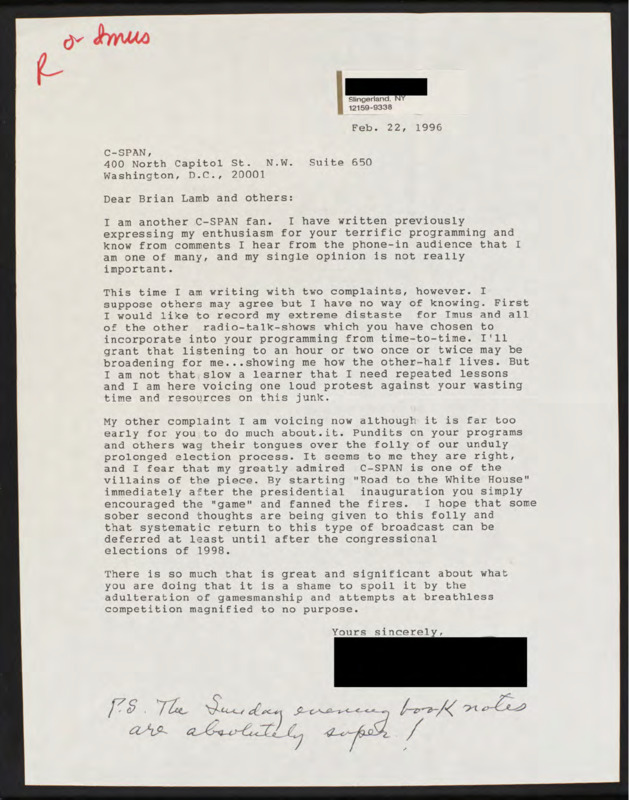 or Imus
R
Slingerland, NY
12159-9338
Feb. 22, 1996
C-SPAN,
400 North Capitol St. N.W. Suite 650
Washington, D.C., 20001
Dear Brian Lamb and others:
I am another C-SPAN fan. I have written previously
expressing my enthusiasm for your terrific programming and
know from comments I hear from the phone-in audience that I
am one of many, and my single opinion is not really
important.
This time I am writing with two complaints, however. I
suppose others may agree but I have no way of knowing. First
I would like to record my extreme distaste for Imus and all
of the other radio-talk-shows which you have chosen to
incorporate into your programming from time-to-time. I'll
grant that listening to an hour or two once or twice may be
broadening for me...showing me how the other-half lives. But
I am not that slow a learner that I need repeated lessons
and I am here voicing one loud protest against your wasting
time and resources on this junk.
My other complaint I am voicing now although it is far too
early for you to do much about.it. Pundits on your programs
and others wag their tongues over the folly of our unduly
prolonged election process. It seems to me they are right,
and I fear that my greatly admired C-SPAN is one of the
villains of the piece. By starting "Road to the White House"
immediately after the presidential inauguration you simply
encouraged the "game" and fanned the fires. I hope that some
sober second thoughts are being given to this folly and
that systematic return to this type of broadcast can be
deferred at least until after the congressional
elections of 1998.
There is so much that is great and significant about what
you are doing that it is a shame to spoil it by the
adulteration of gamesmanship and attempts at breathless
competition magnified to no purpose.
Yours sincerely,
P.S. The Sunday evening book notes
are absolutely super!